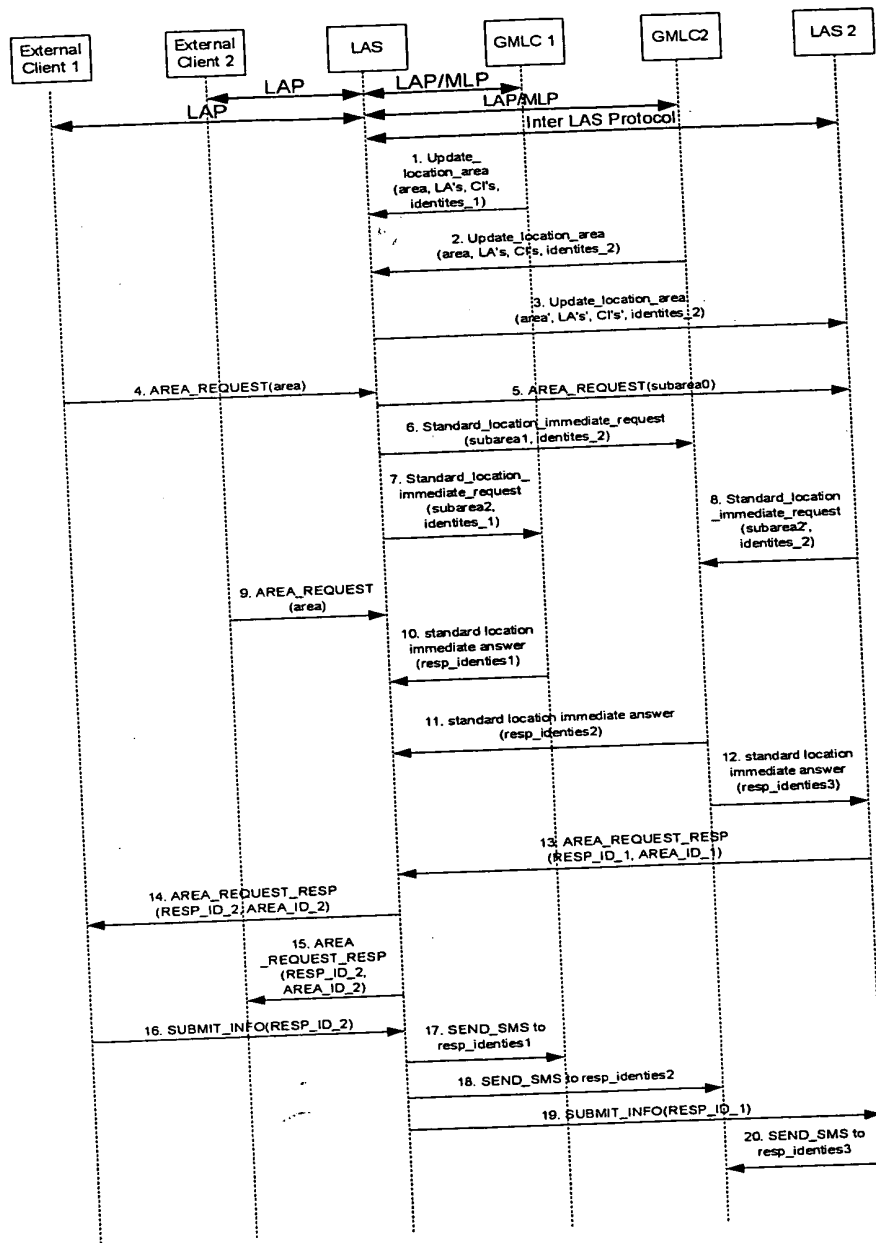 External
Client 1
External
Client 2
LAS
GMLC 1
GMLC2
LAS 2
LAP
LAP/MLP
LAP
LAP/MLP
Inter LAS Protocol
1. Update_
location_area
(area, LA's, CI's,
identites_1)
2. Update_location_area
(area, LA's, CI's, identites_2)
3. Update_location_area
(area', LA's', CI's', identites_2)
4. AREA_REQUEST(area)
5. AREA_REQUEST(subarea0)
6. Standard_location_immediate_request
(subarea1, identites_2)
7. Standard_location_
immediate_request
(subarea2,
identites_1)
8. Standard_location
_immediate_request
(subarea2',
identites_2)
9. AREA_REQUEST
(area)
10. standard location
immediate answer
(resp_identies1)
11. standard location immediate answer
(resp_identies2)
12. standard location
immediate answer
(resp_identies3)
13. AREA_REQUEST_RESP
(RESP_ID_1, AREA_ID_1)
14. AREA_REQUEST_RESP
(RESP_ID_2, AREA_ID_2)
15. AREA
_REQUEST_RESP
(RESP_ID_2,
AREA_ID_2)
16. SUBMIT_INFO(RESP_ID_2)
17. SEND_SMS to
resp_identies1
18. SEND_SMS to resp_identies2
19. SUBMIT_INFO(RESP_ID_1)
20. SEND_SMS to
resp_identies3